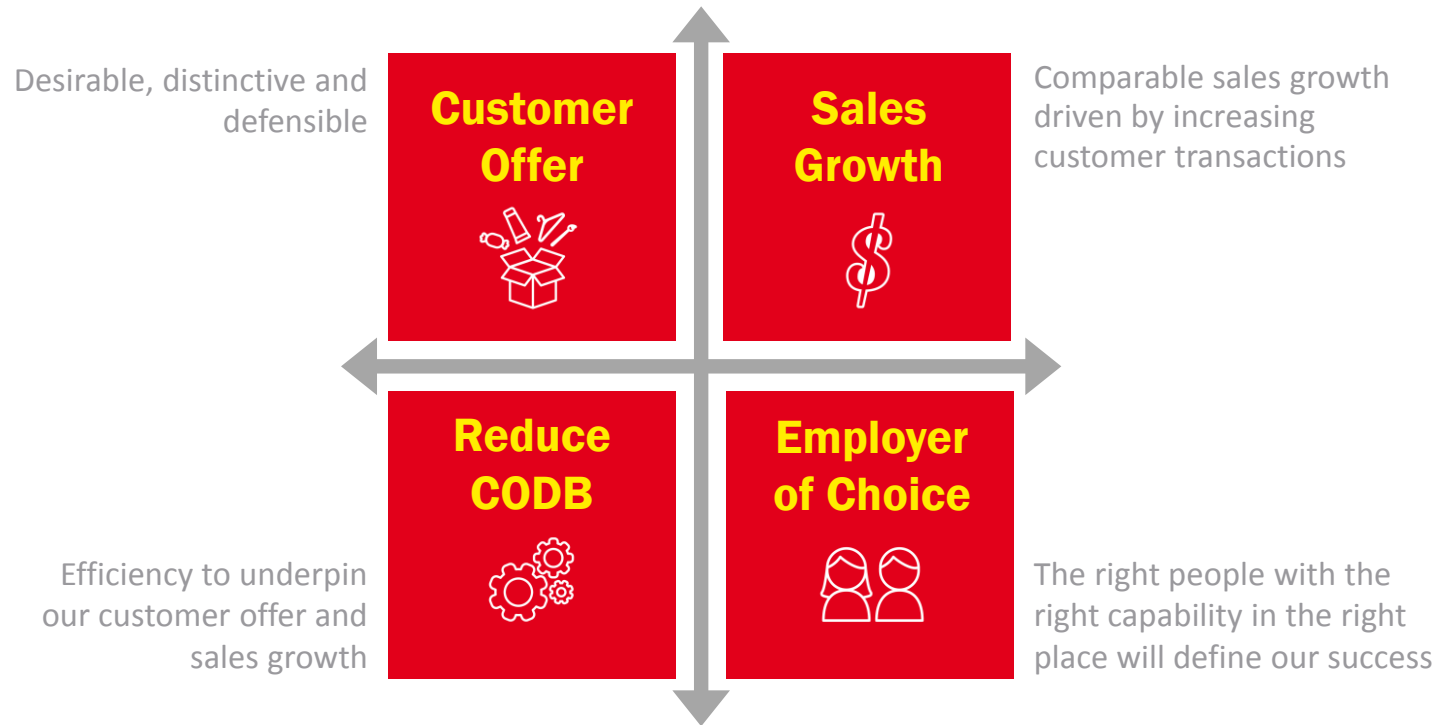 Desirable, distinctive and
defensible
Customer
Offer
Sales
Growth
Comparable sales growth
driven by increasing
customer transactions
Efficiency to underpin
our customer offer and
sales growth
Reduce
CODB
Employer
of Choice
The right people with the
right capability in the right
place will define our success